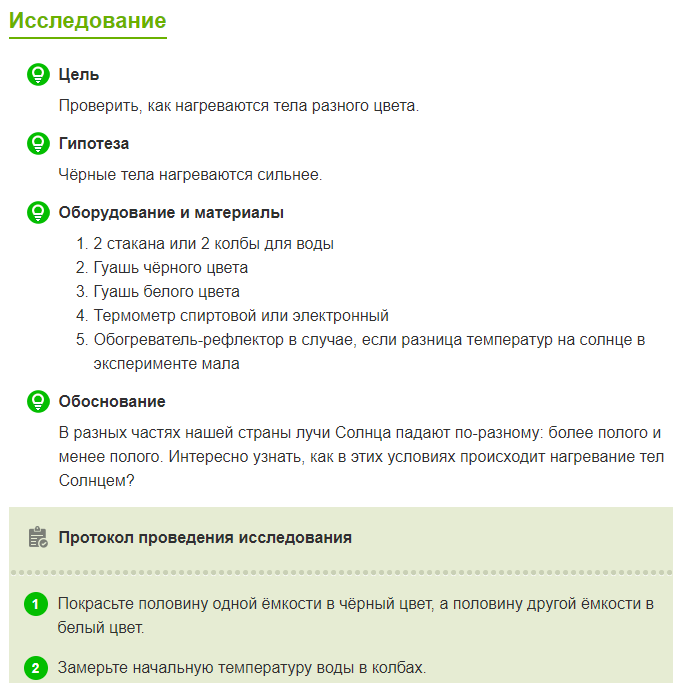 Исследование
Цель
Проверить, как нагреваются тела разного цвета.
Гипотеза
Чёрные тела нагреваются сильнее.
Оборудование и материалы
1. 2 стакана или 2 колбы для воды
2. Гуашь чёрного цвета
3. Гуашь белого цвета
4. Термометр спиртовой или электронный
5. Обогреватель-рефлектор в случае, если разница температур на солнце в
эксперименте мала
Обоснование
В разных частях нашей страны лучи Солнца падают по-разному: более полого и
менее полого. Интересно узнать, как в этих условиях происходит нагревание тел
Солнцем?
Протокол проведения исследования
1 Покрасьте половину одной ёмкости в чёрный цвет, а половину другой ёмкости в
белый цвет.
2 Замерьте начальную температуру воды в колбах.